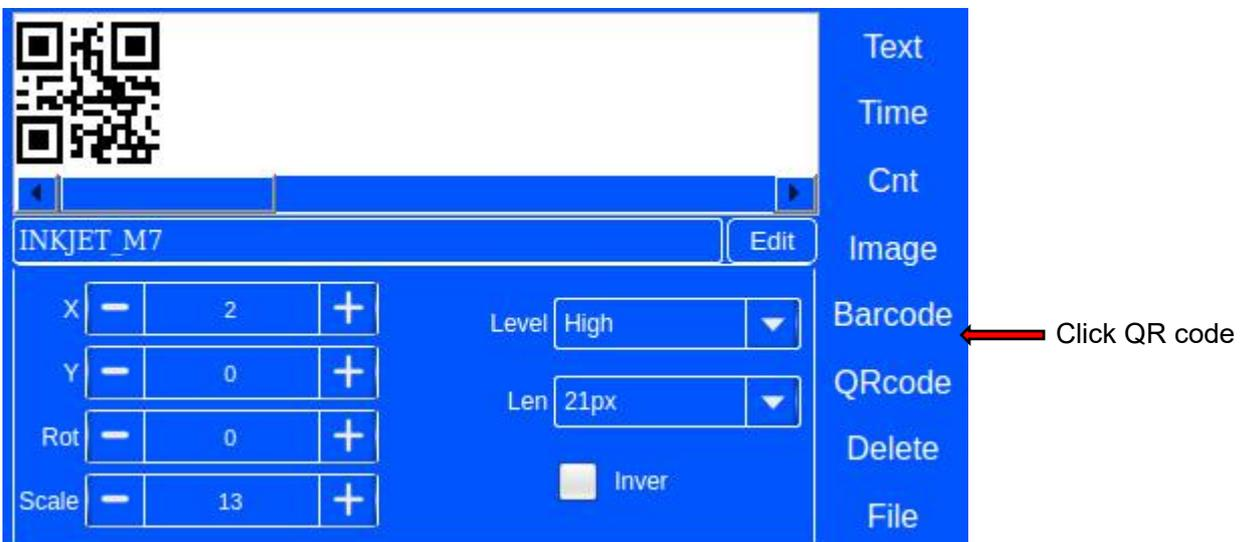 Text
Time
Cnt
INKJET_M7
Edit
Image
X
2
Level
High
Barcode
Click QR code
Y
0
Len
21px
QRcode
Rot
0
Delete
Inver
Scale
13
File